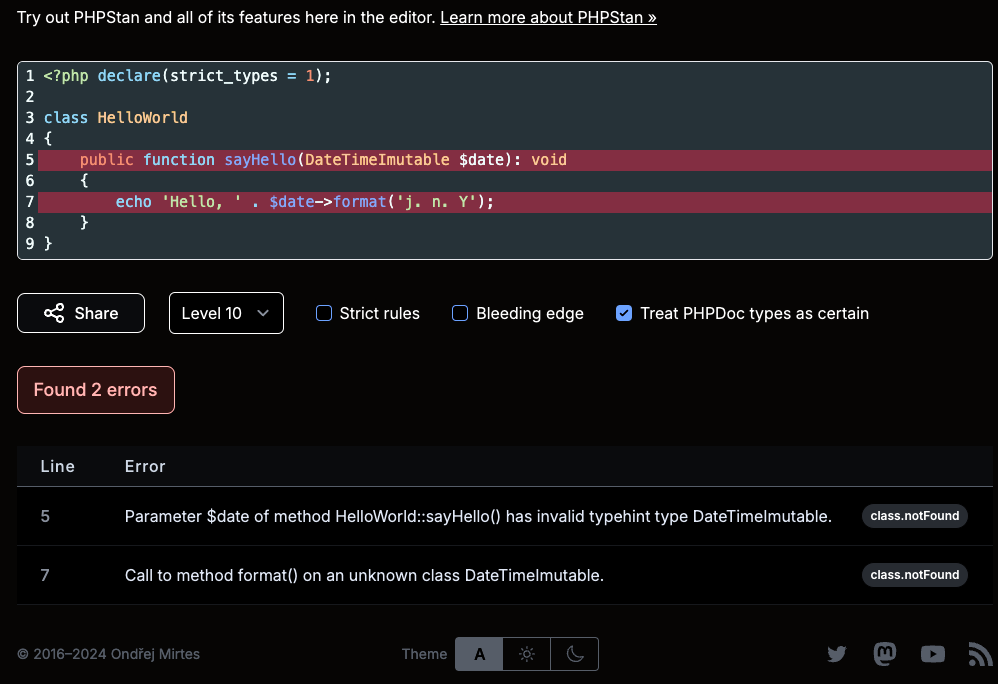 Try out PHPStan and all of its features here in the editor. Learn more about PHPStan »
1 <?php declare(strict_types = 1);
2
3 class HelloWorld
4 {
5     public function sayHello(DateTimeImutable $date): void
6     {
7         echo 'Hello, ' . $date->format('j. n. Y');
8     }
9 }
Share Level 10 Strict rules Bleeding edge Treat PHPDoc types as certain
Found 2 errors
Line Error
5 Parameter $date of method HelloWorld::sayHello() has invalid typehint type DateTimeImutable. class.notFound
7 Call to method format() on an unknown class DateTimeImutable. class.notFound
© 2016–2024 Ondřej Mirtes Theme A